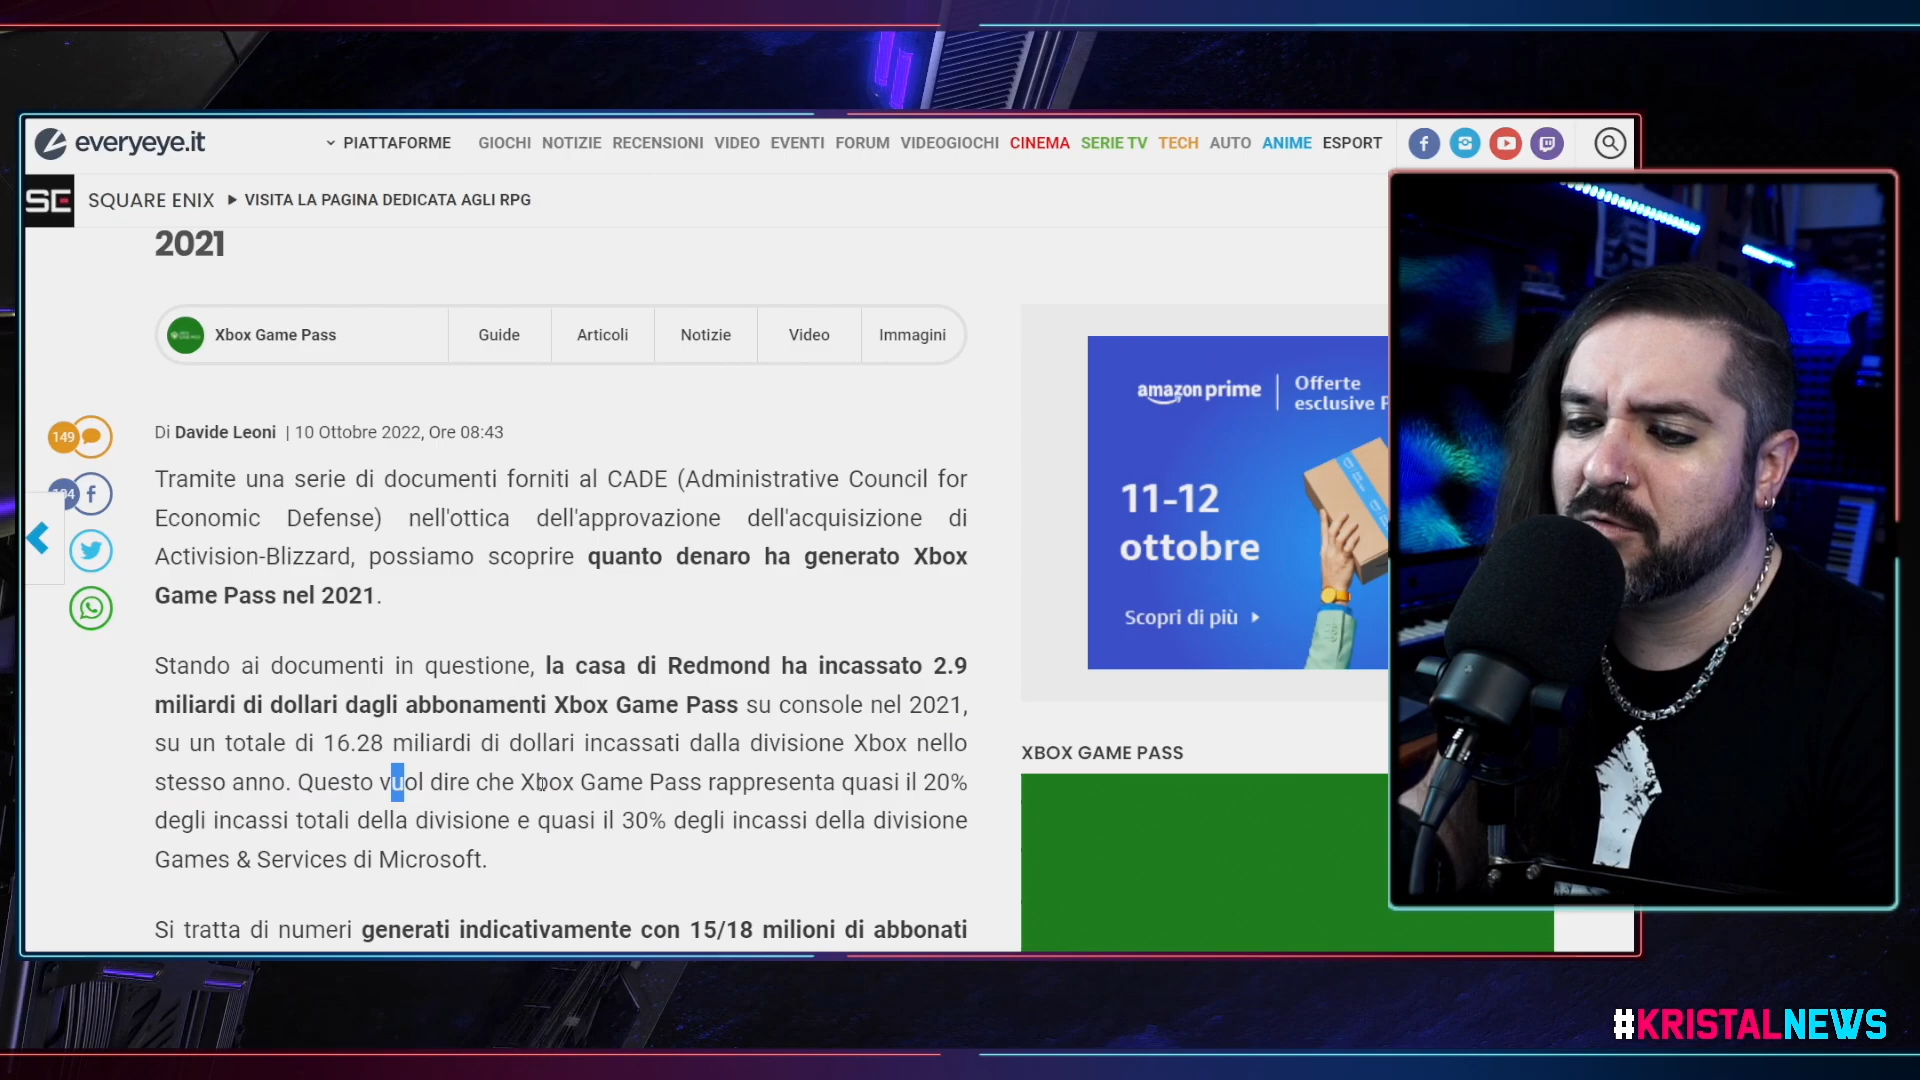 everyeye.it
PIATTAFORME GIOCHI NOTIZIE RECENSIONI VIDEO EVENTI FORUM VIDEOGIOCHI CINEMA SERIE TV TECH AUTO ANIME ESPORT
SE SQUARE ENIX VISITA LA PAGINA DEDICATA AGLI RPG
2021
Xbox Game Pass Guide Articoli Notizie Video Immagini
149
Di Davide Leoni | 10 Ottobre 2022, Ore 08:43
Tramite una serie di documenti forniti al CADE (Administrative Council for
Economic Defense) nell'ottica dell'approvazione dell'acquisizione di
Activision-Blizzard, possiamo scoprire quanto denaro ha generato Xbox
Game Pass nel 2021.
Stando ai documenti in questione, la casa di Redmond ha incassato 2.9
miliardi di dollari dagli abbonamenti Xbox Game Pass su console nel 2021,
su un totale di 16.28 miliardi di dollari incassati dalla divisione Xbox nello
stesso anno. Questo vuol dire che Xbox Game Pass rappresenta quasi il 20%
degli incassi totali della divisione e quasi il 30% degli incassi della divisione
Games & Services di Microsoft.
Si tratta di numeri generati indicativamente con 15/18 milioni di abbonati
amazon prime
Offerte
esclusive
11-12
ottobre
Scopri di più
XBOX GAME PASS
#KRISTALNEWS